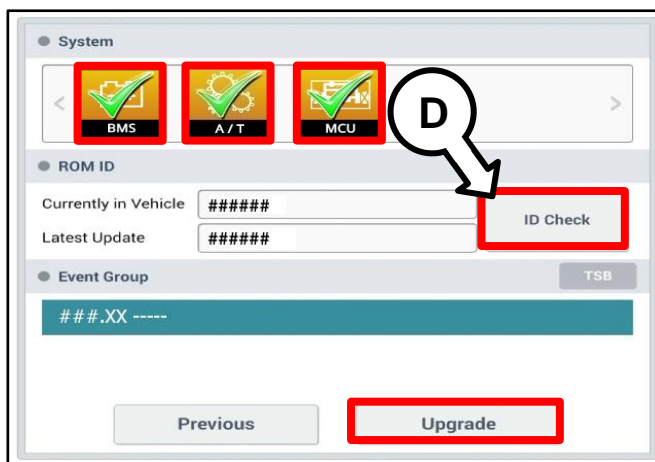 System
<
BMS
A/T
MCU
D
>
ROM ID
Currently in Vehicle ######
ID Check
Latest Update ######
Event Group
TSB
###.XX -----
Previous
Upgrade